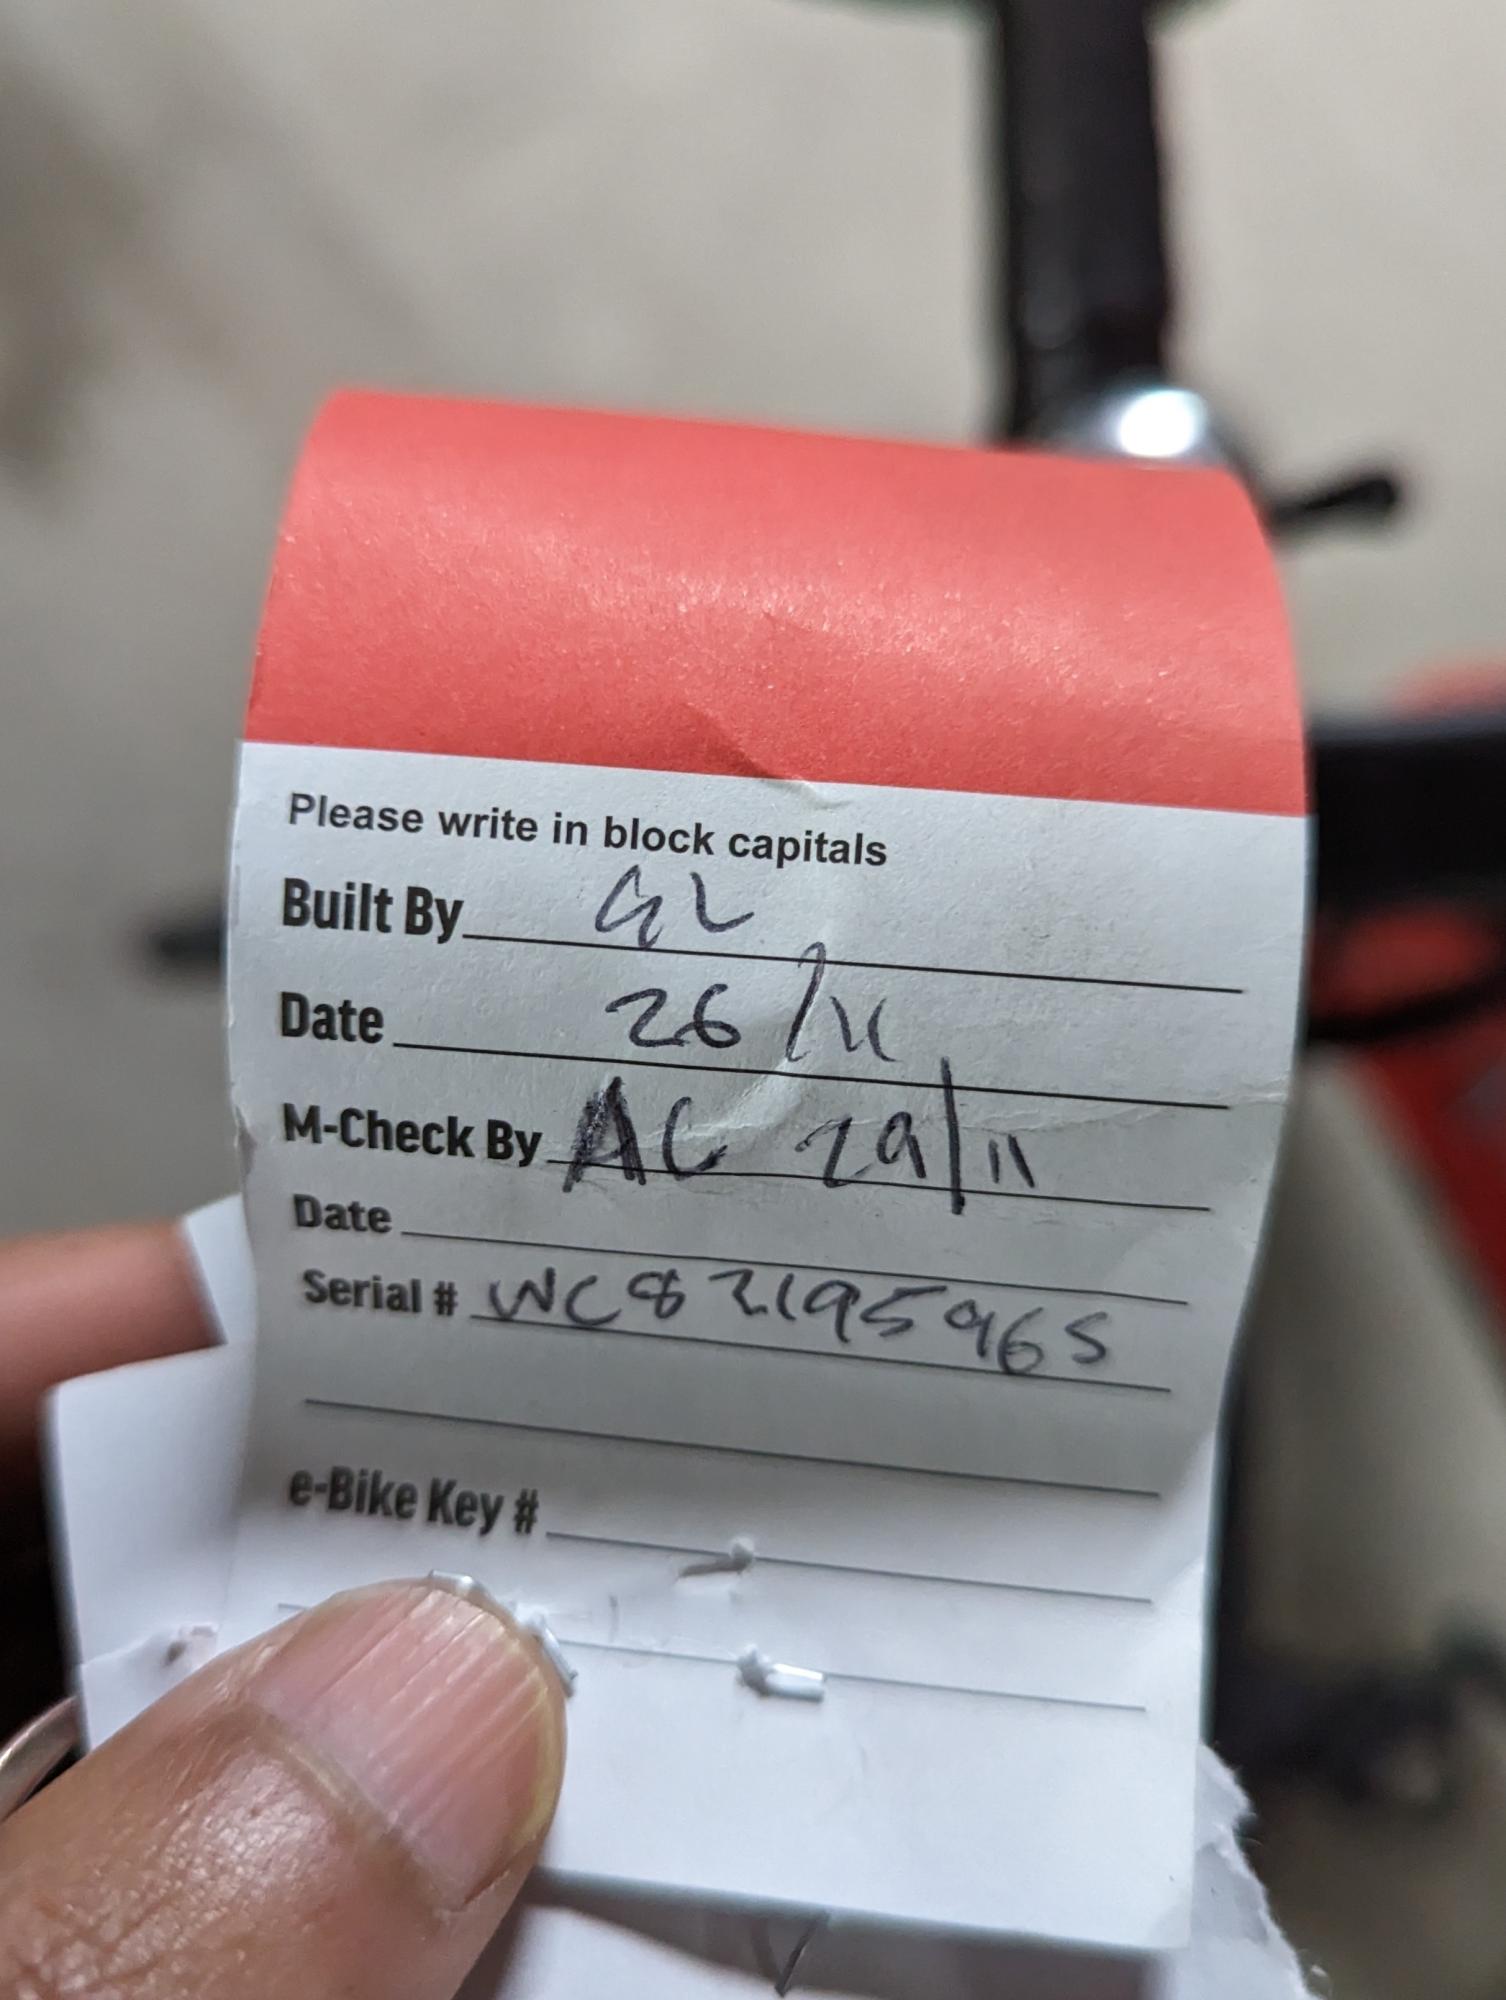 Please write in block capitals
Built By GL
Date 26/11
M-Check By AC 29/11
Date
Serial # WC82195965
e-Bike Key #